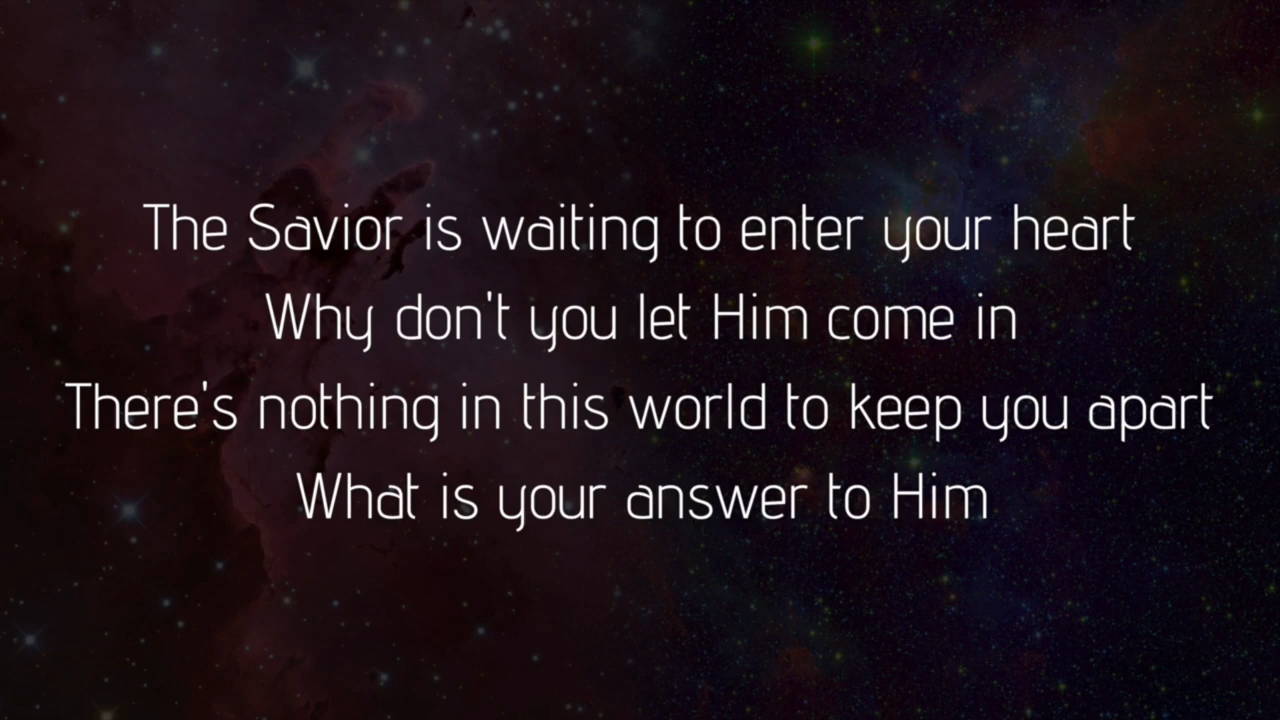 The Savior is waiting to enter your heart
Why don't you let Him come in
There's nothing in this world to keep you apart
What is your answer to Him